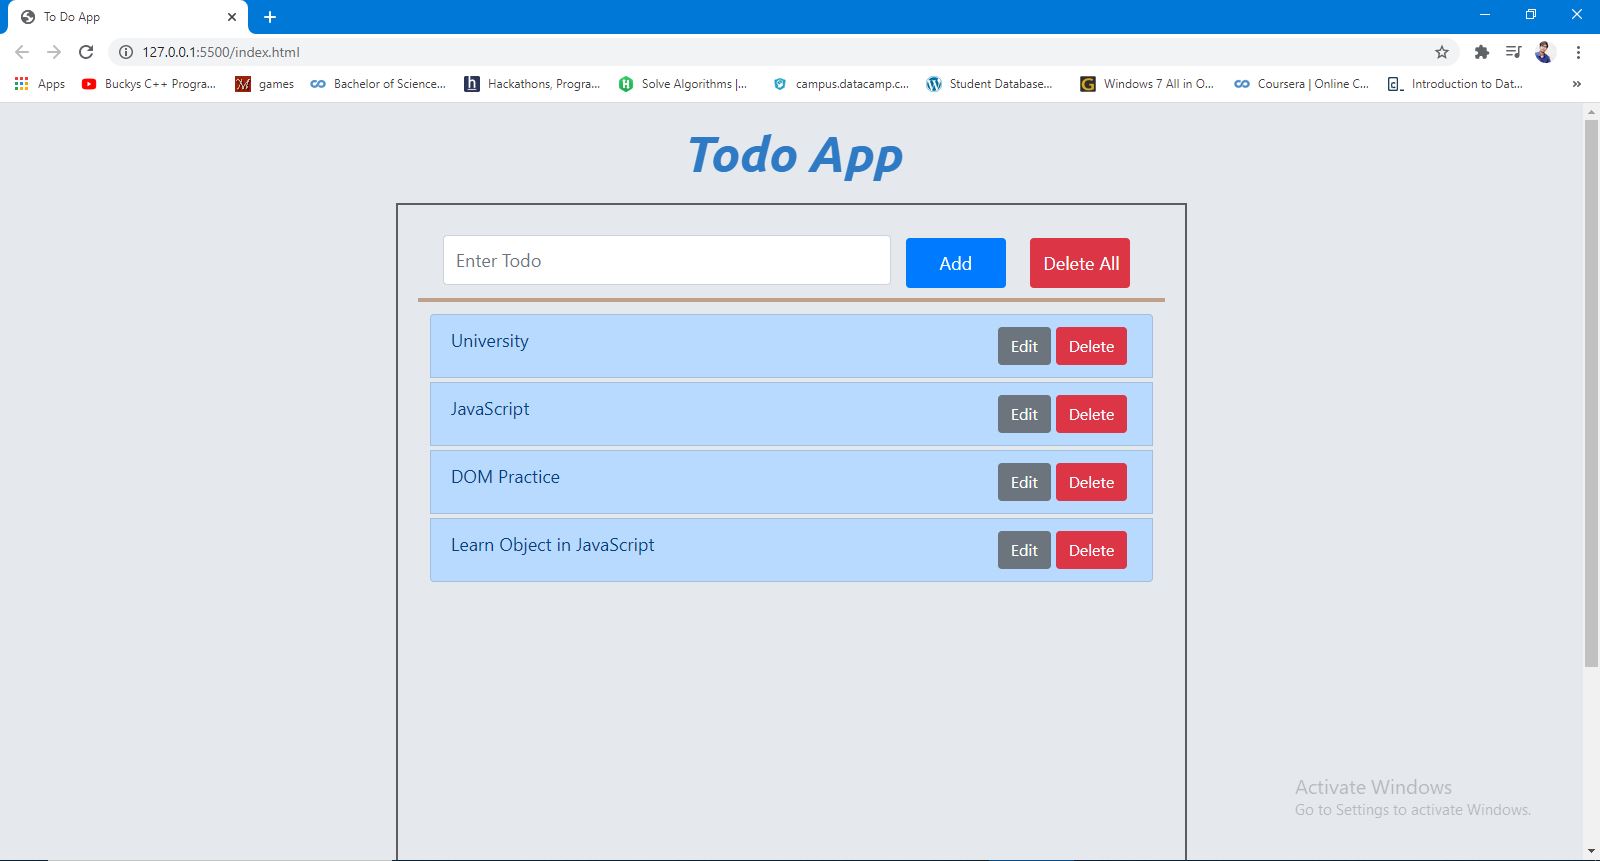 To Do App
127.0.0.1:5500/index.html
Apps Buckys C++ Progra... games Bachelor of Science... Hackathons, Progra... Solve Algorithms |... campus.datacamp.c... Student Database... Windows 7 All in O... Coursera | Online C... Introduction to Dat...
Todo App
Enter Todo Add Delete All
University Edit Delete
JavaScript Edit Delete
DOM Practice Edit Delete
Learn Object in JavaScript Edit Delete
Activate Windows
Go to Settings to activate Windows.